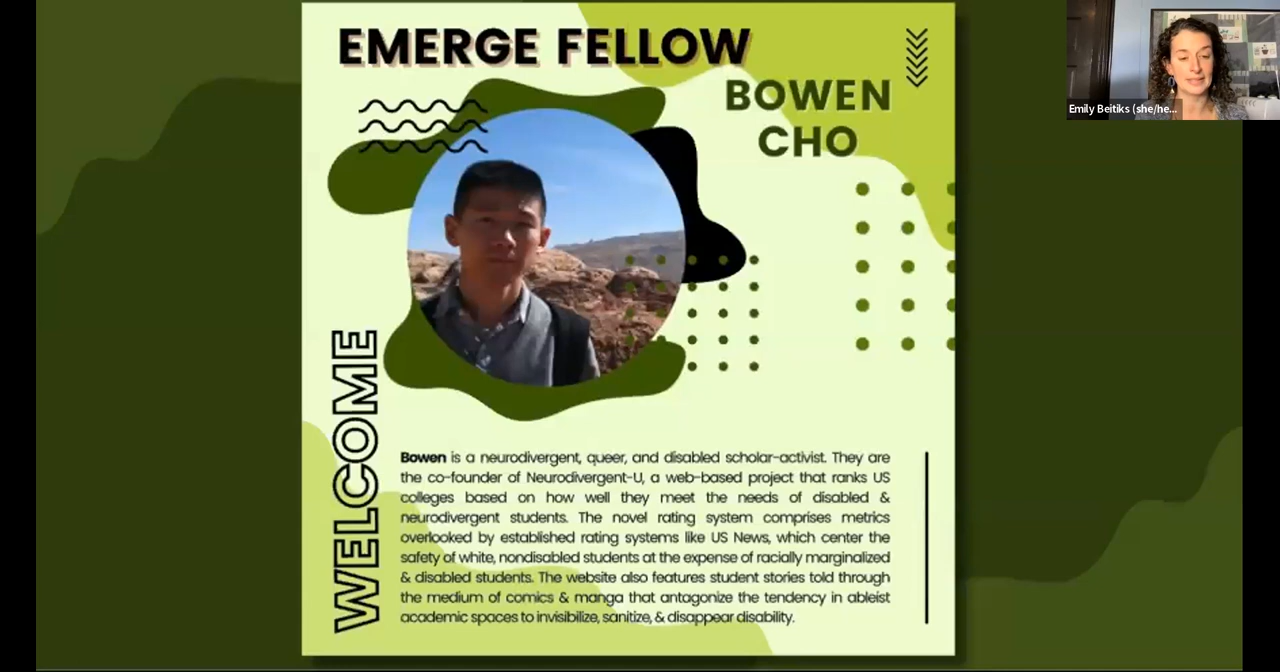 EMERGE FELLOW
BOWEN
CHO
Emily Beitiks (she/he...
WELCOME
Bowen is a neurodivergent, queer, and disabled scholar-activist. They are
the co-founder of Neurodivergent-U, a web-based project that ranks US
colleges based on how well they meet the needs of disabled &
neurodivergent students. The novel rating system comprises metrics
overlooked by established rating systems like US News, which center the
safety of white, nondisabled students at the expense of racially marginalized
& disabled students. The website also features student stories told through
the medium of comics & manga that antagonize the tendency in ableist
academic spaces to invisibilize, sanitize, & disappear disability.